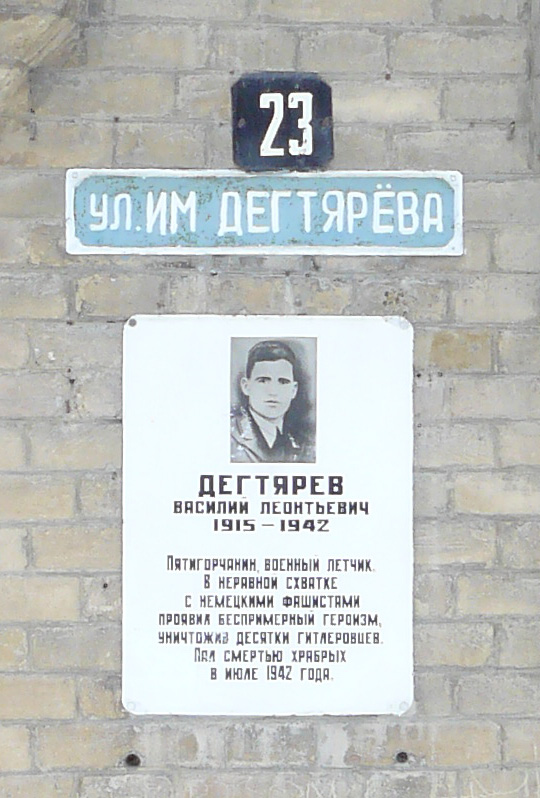 23
УЛ.ИМ ДЕГТЯРЁВА
ДЕГТЯРЕВ
ВАСИЛИЙ ЛЕОНТЬЕВИЧ
1915 – 1942
ПЯТИГОРЧАНИН, ВОЕННЫЙ ЛЕТЧИК.
В НЕРАВНОЙ СХВАТКЕ
С НЕМЕЦКИМИ ФАШИСТАМИ
ПРОЯВИЛ БЕСПРИМЕРНЫЙ ГЕРОИЗМ,
УНИЧТОЖИВ ДЕСЯТКИ ГИТЛЕРОВЦЕВ.
ПАЛ СМЕРТЬЮ ХРАБРЫХ
В ИЮЛЕ 1942 ГОДА.